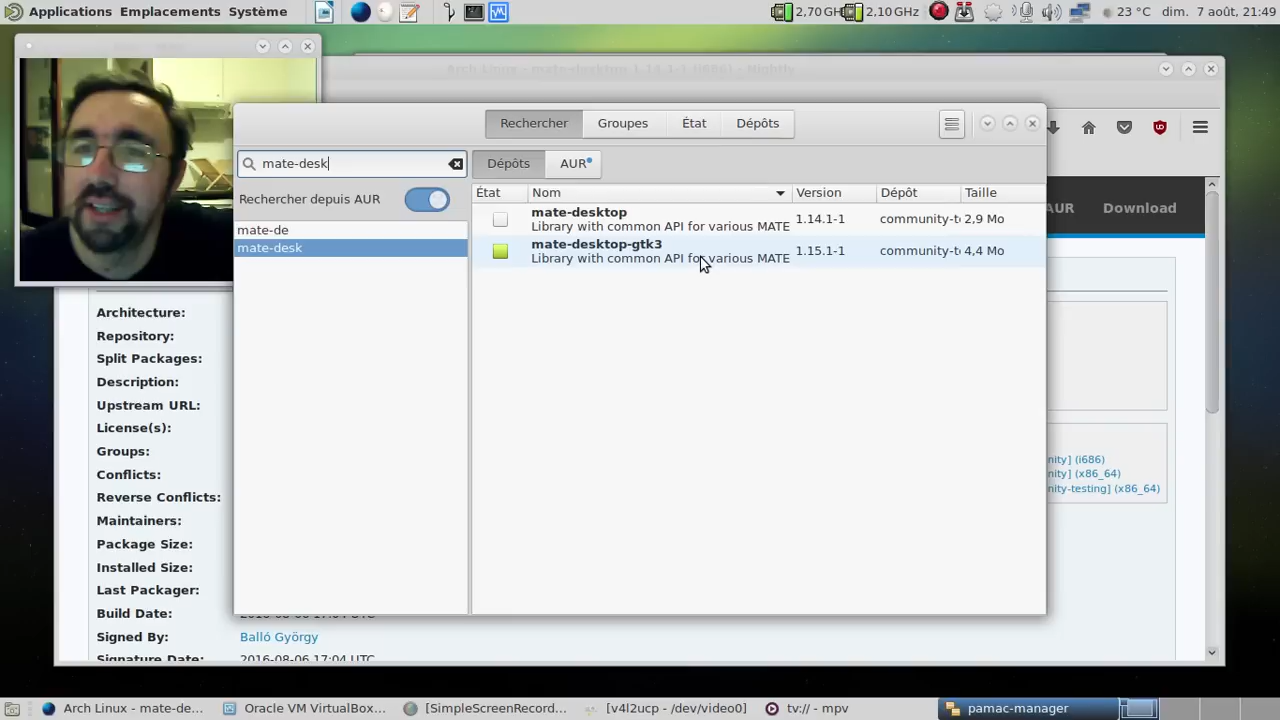 Applications Emplacements Système
2,70 GHz 2,10 GHz 23 °C dim. 7 août, 21:49
Arch Linux - mate-desktop 1.14.1-1 (i686) - Nightly
Rechercher Groupes État Dépôts
mate-desk
Dépôts AUR
Rechercher depuis AUR
État Nom Version Dépôt Taille
mate-de
mate-desk
mate-desktop
Library with common API for various MATE
1.14.1-1 community-t 2,9 Mo
mate-desktop-gtk3
Library with common API for various MATE
1.15.1-1 community-t 4,4 Mo
AUR Download
Architecture:
Repository:
Split Packages:
Description:
Upstream URL:
License(s):
Groups:
Conflicts:
Reverse Conflicts:
Maintainers:
Package Size:
Installed Size:
Last Packager:
Build Date: 2016-08-06 17:04 UTC
Signed By: Balló György
Signature Date: 2016-08-06 17:04 UTC
nity] (i686)
nity] (x86_64)
nity-testing] (x86_64)
Arch Linux - mate-de... Oracle VM VirtualBox... [SimpleScreenRecord... [v4l2ucp - /dev/video0] tv:// - mpv pamac-manager